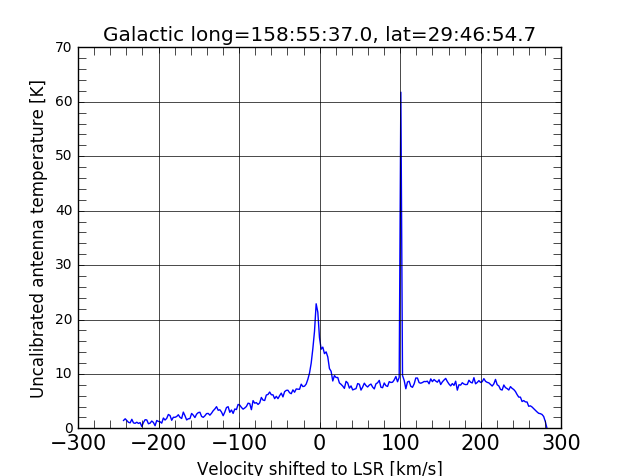 Galactic long=158:55:37.0, lat=29:46:54.7
Uncalibrated antenna temperature [K]
70
60
50
40
30
20
10
0
−300 −200 −100 0 100 200 300
Velocity shifted to LSR [km/s]